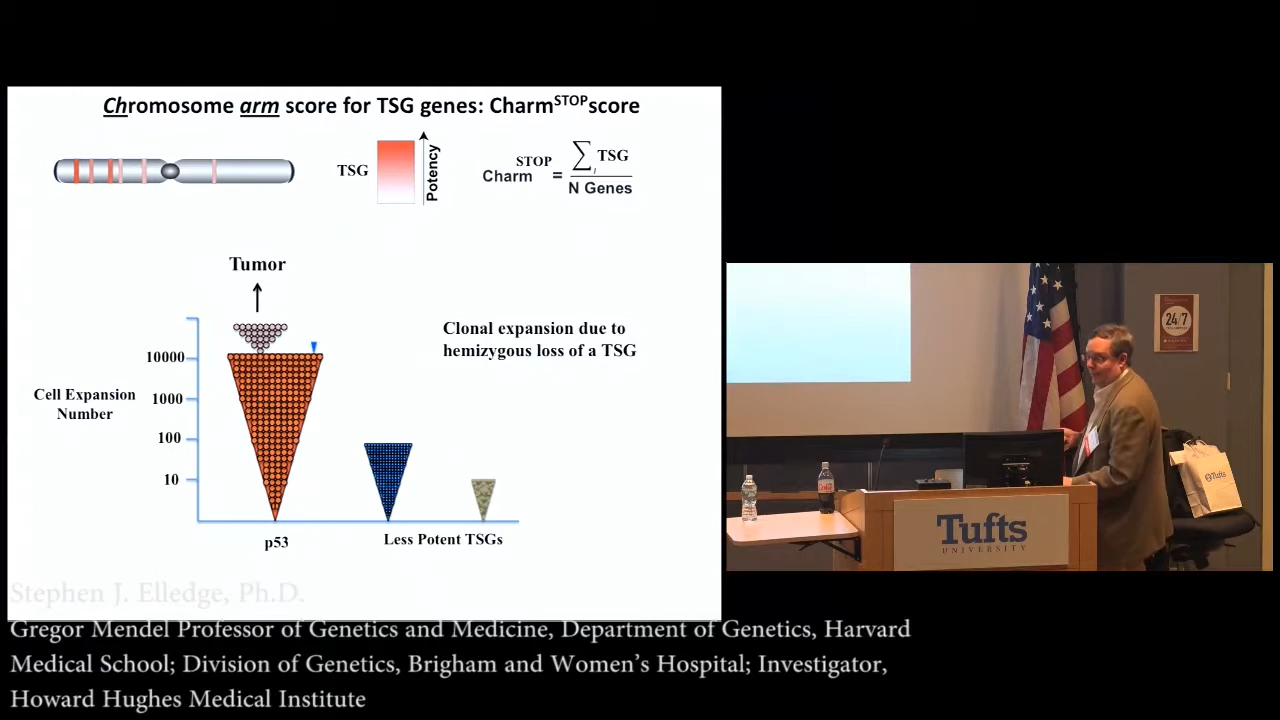 Chromosome arm score for TSG genes: CharmSTOPscore
TSG
Potency
CharmSTOP = ∑i TSG
N Genes
Tumor
Clonal expansion due to
hemizygous loss of a TSG
Cell Expansion
Number
10000
1000
100
10
p53
Less Potent TSGs
24/7
Tufts
Tufts
UNIVERSITY
Stephen J. Elledge, Ph.D.
Gregor Mendel Professor of Genetics and Medicine, Department of Genetics, Harvard
Medical School; Division of Genetics, Brigham and Women's Hospital; Investigator,
Howard Hughes Medical Institute